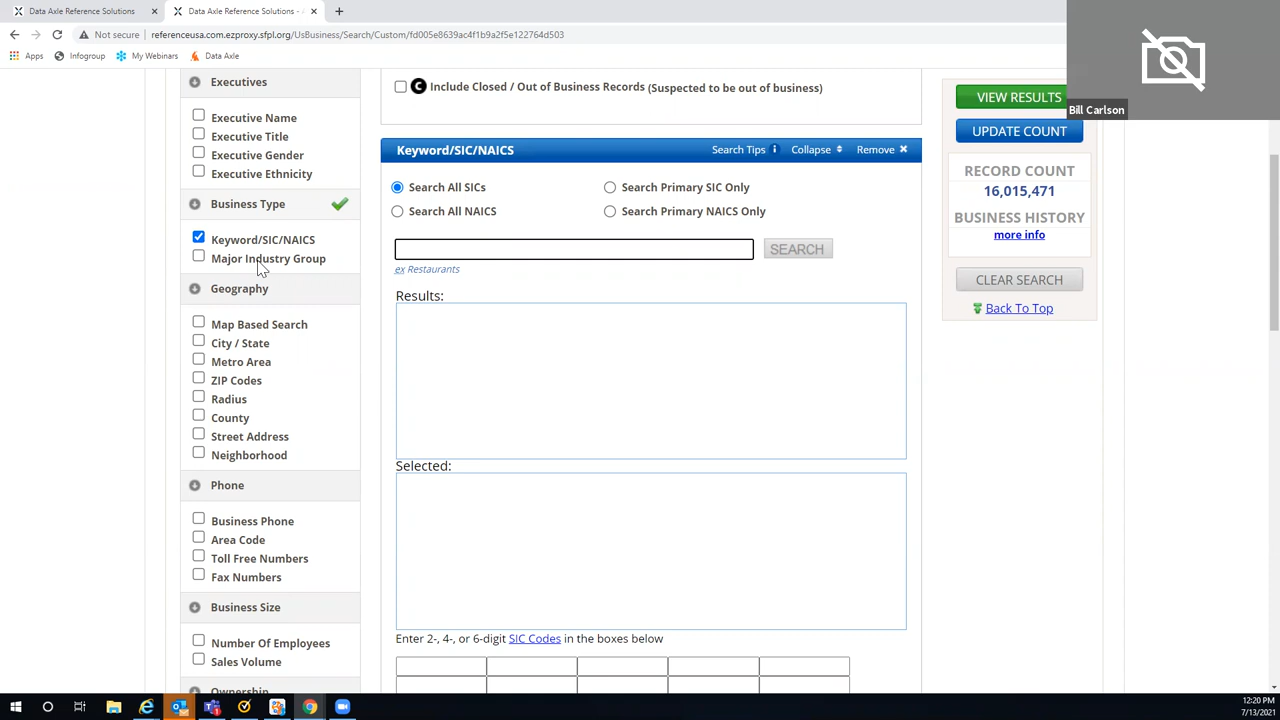 Data Axle Reference Solutions
Data Axle Reference Solutions - A
Not secure
referenceusa.com.ezproxy.sfpl.org/UsBusiness/Search/Custom/fd005e8639ac4f1b9a2f5e122764d503
Apps
Infogroup
My Webinars
Data Axle
Bill Carlson
Executives
Executive Name
Executive Title
Executive Gender
Executive Ethnicity
Business Type
Keyword/SIC/NAICS
Major Industry Group
Geography
Map Based Search
City / State
Metro Area
ZIP Codes
Radius
County
Street Address
Neighborhood
Phone
Business Phone
Area Code
Toll Free Numbers
Fax Numbers
Business Size
Number Of Employees
Sales Volume
Ownership
C Include Closed / Out of Business Records (Suspected to be out of business)
Keyword/SIC/NAICS
Search Tips i
Collapse
Remove
Search All SICs
Search Primary SIC Only
Search All NAICS
Search Primary NAICS Only
SEARCH
ex Restaurants
Results:
Selected:
Enter 2-, 4-, or 6-digit SIC Codes in the boxes below
VIEW RESULTS
UPDATE COUNT
RECORD COUNT
16,015,471
BUSINESS HISTORY
more info
CLEAR SEARCH
Back To Top
12:20 PM
7/13/2021